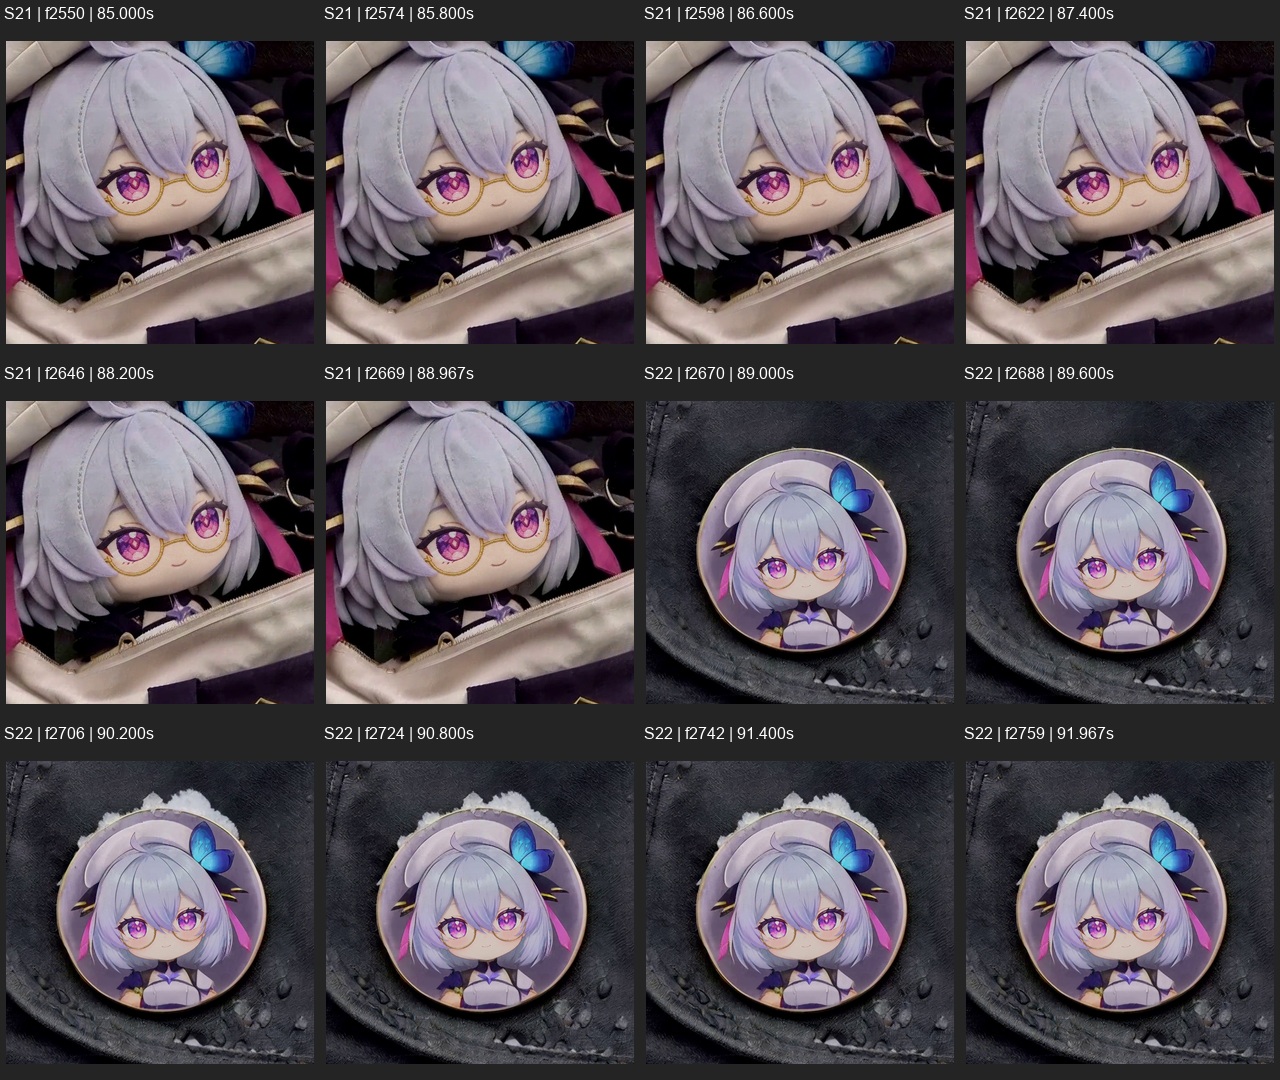 S21 | f2550 | 85.000s
S21 | f2574 | 85.800s
S21 | f2598 | 86.600s
S21 | f2622 | 87.400s
S21 | f2646 | 88.200s
S21 | f2669 | 88.967s
S22 | f2670 | 89.000s
S22 | f2688 | 89.600s
S22 | f2706 | 90.200s
S22 | f2724 | 90.800s
S22 | f2742 | 91.400s
S22 | f2759 | 91.967s